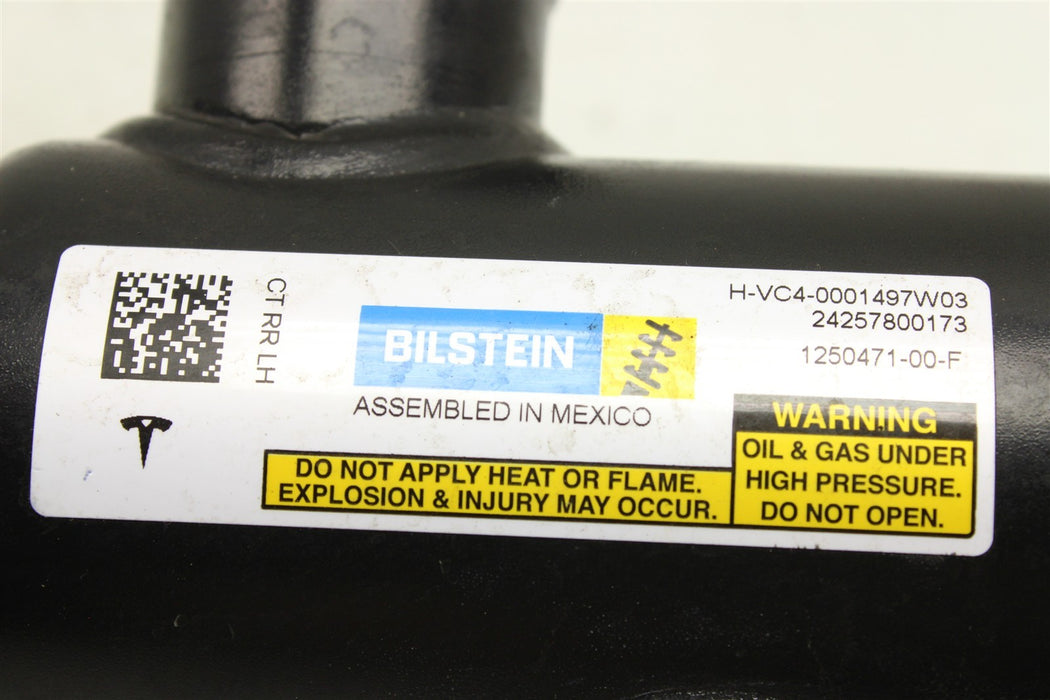 CT RR LH
BILSTEIN
ASSEMBLED IN MEXICO
H-VC4-0001497W03
24257800173
1250471-00-F
DO NOT APPLY HEAT OR FLAME.
EXPLOSION & INJURY MAY OCCUR.
WARNING
OIL & GAS UNDER
HIGH PRESSURE.
DO NOT OPEN.